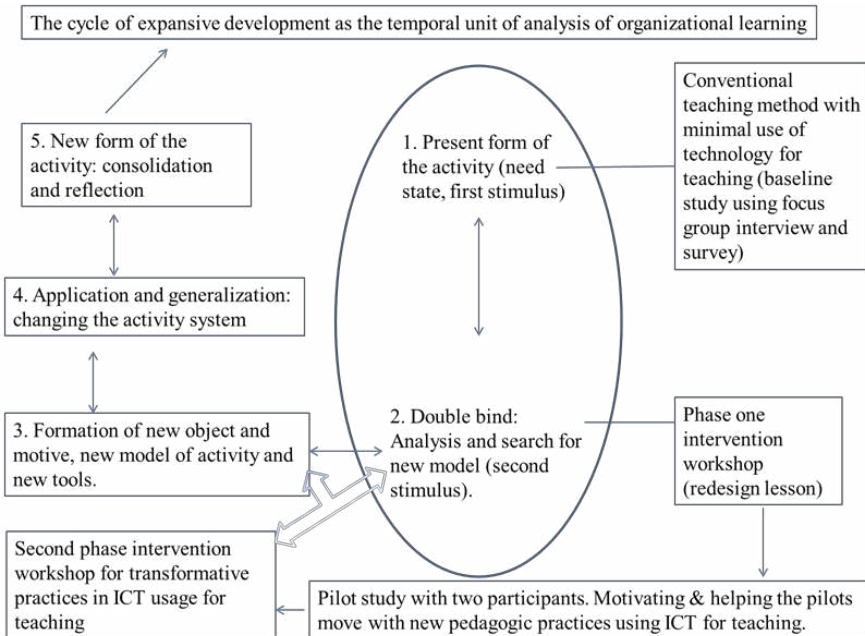 The cycle of expansive development as the temporal unit of analysis of organizational learning
5. New form of the
activity: consolidation
and reflection
1. Present form of
the activity (need
state, first stimulus)
Conventional
teaching method with
minimal use of
technology for
teaching (baseline
study using focus
group interview and
survey)
4. Application and generalization:
changing the activity system
3. Formation of new object and
motive, new model of activity and
new tools.
2. Double bind:
Analysis and search for
new model (second
stimulus).
Phase one
intervention
workshop
(redesign lesson)
Second phase intervention
workshop for transformative
practices in ICT usage for
teaching
Pilot study with two participants. Motivating & helping the pilots
move with new pedagogic practices using ICT for teaching.